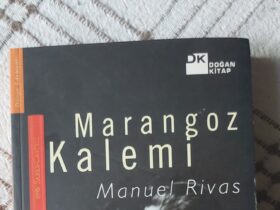 DK
DOĞAN
KİTAP
Marangoz
Kalemi
Manuel Rivas